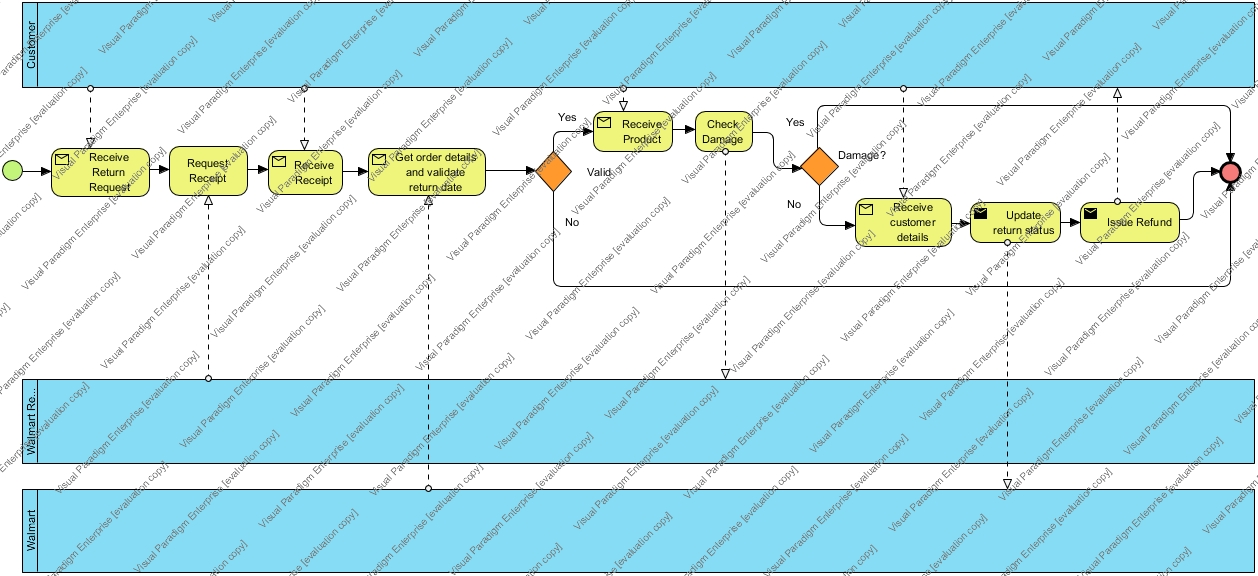 Customer
Yes
Receive
Product
Check
Damage
Yes
Receive
Return
Request
Request
Receipt
Receive
Receipt
Get order details
and validate
return date
Valid
Damage?
No
No
Receive
customer
details
Update
return status
Issue Refund
Walmart Re...
Walmart
Visual Paradigm Enterprise [evaluation copy]